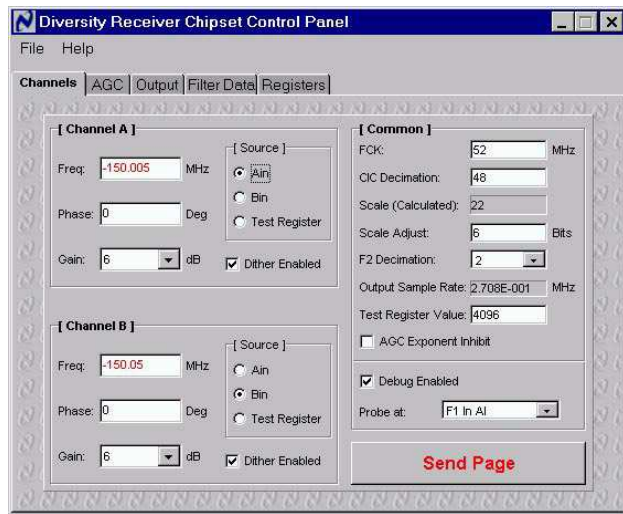 Diversity Receiver Chipset Control Panel
File Help
Channels AGC Output Filter Data Registers
[ Channel A ]
Freq: -150.005 MHz
Phase: 0 Deg
Gain: 6 dB
[ Source ]
Ain
Bin
Test Register
Dither Enabled
[ Channel B ]
Freq: -150.05 MHz
Phase: 0 Deg
Gain: 6 dB
[ Source ]
Ain
Bin
Test Register
Dither Enabled
[ Common ]
FCK: 52 MHz
CIC Decimation: 48
Scale (Calculated): 22
Scale Adjust: 6 Bits
F2 Decimation: 2
Output Sample Rate: 2.708E-001 MHz
Test Register Value: 4096
AGC Exponent Inhibit
Debug Enabled
Probe at: F1 In AI
Send Page